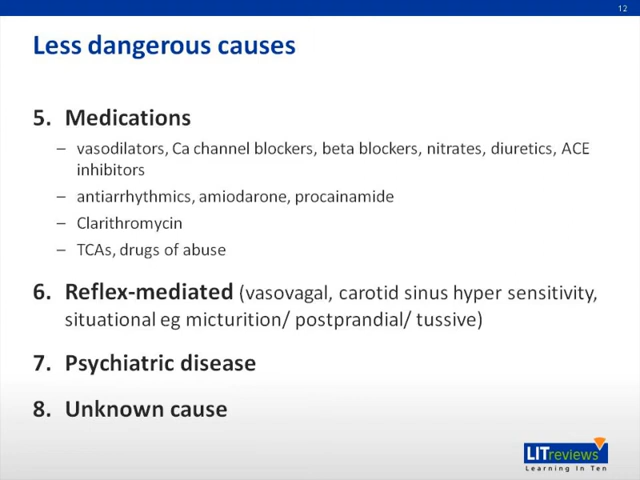 12
Less dangerous causes
5. Medications
– vasodilators, Ca channel blockers, beta blockers, nitrates, diuretics, ACE
inhibitors
– antiarrhythmics, amiodarone, procainamide
– Clarithromycin
– TCAs, drugs of abuse
6. Reflex-mediated (vasovagal, carotid sinus hyper sensitivity,
situational eg micturition/ postprandial/ tussive)
7. Psychiatric disease
8. Unknown cause
LITreviews
Learning In Ten